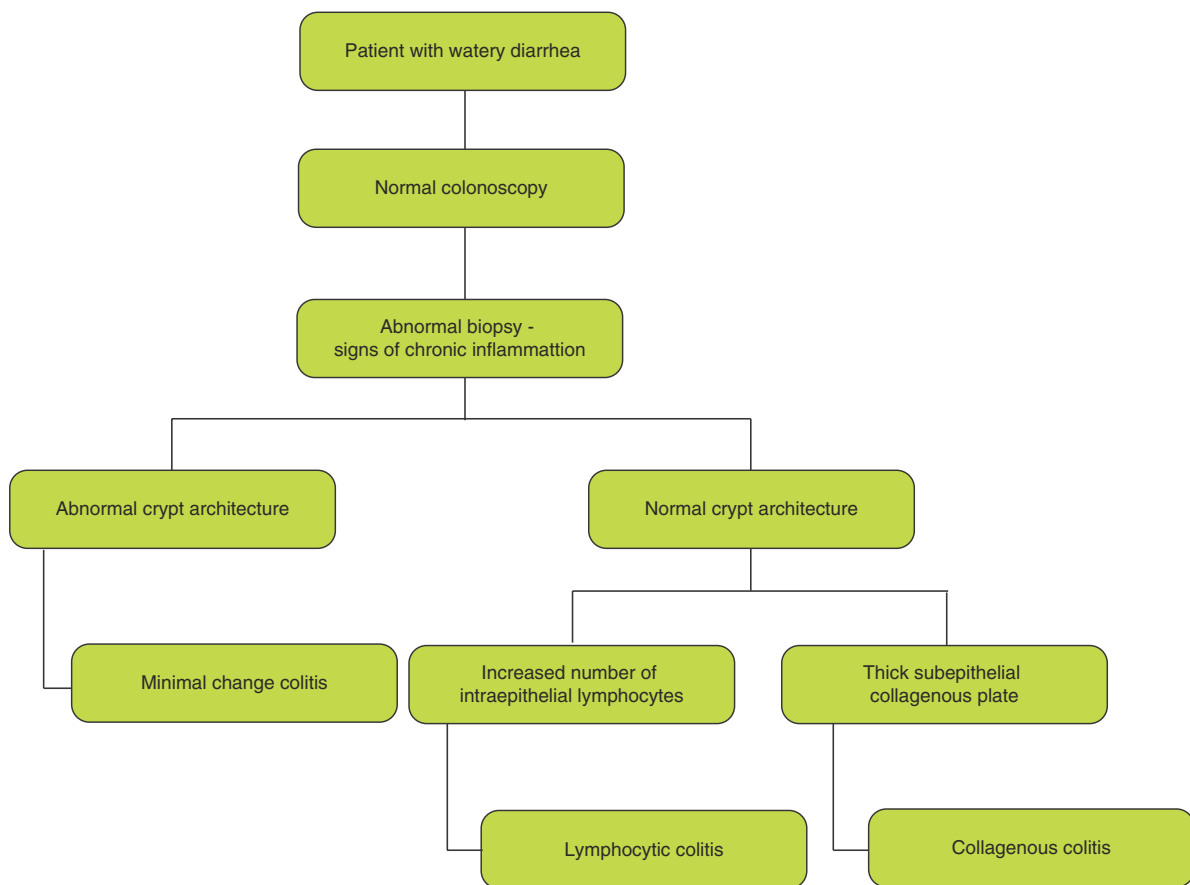 Patient with watery diarrhea
Normal colonoscopy
Abnormal biopsy -
signs of chronic inflammattion
Abnormal crypt architecture
Normal crypt architecture
Minimal change colitis
Increased number of
intraepithelial lymphocytes
Thick subepithelial
collagenous plate
Lymphocytic colitis
Collagenous colitis